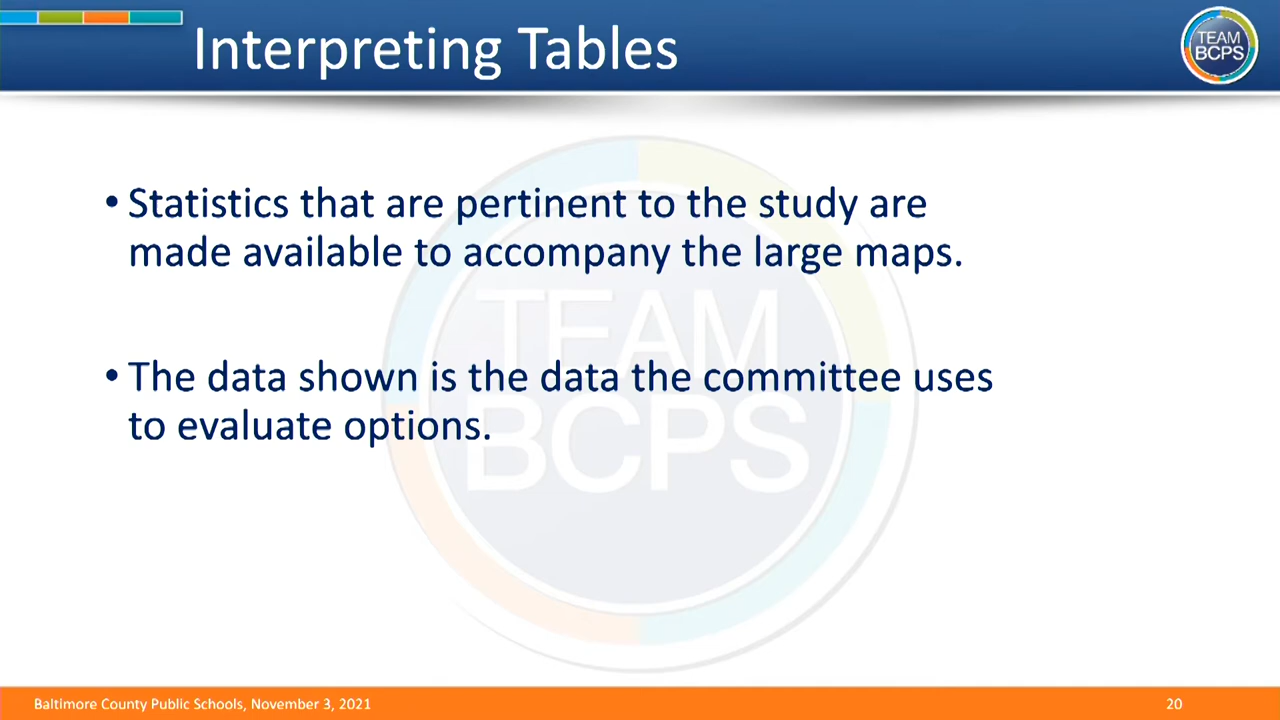 Interpreting Tables
TEAM
BCPS
• Statistics that are pertinent to the study are
made available to accompany the large maps.
TEAM
• The data shown is the data the committee uses
to evaluate options.
BCPS
Baltimore County Public Schools, November 3, 2021
20